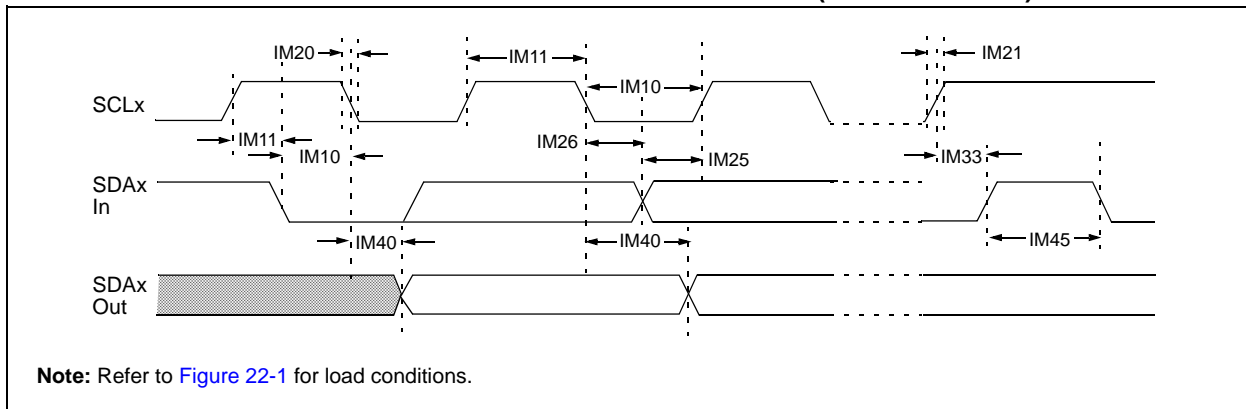 IM20
IM11
IM21
IM10
SCLx
IM11
IM26
IM10
IM25
IM33
SDAx
In
IM40
IM40
IM45
SDAx
Out
Note: Refer to Figure 22-1 for load conditions.